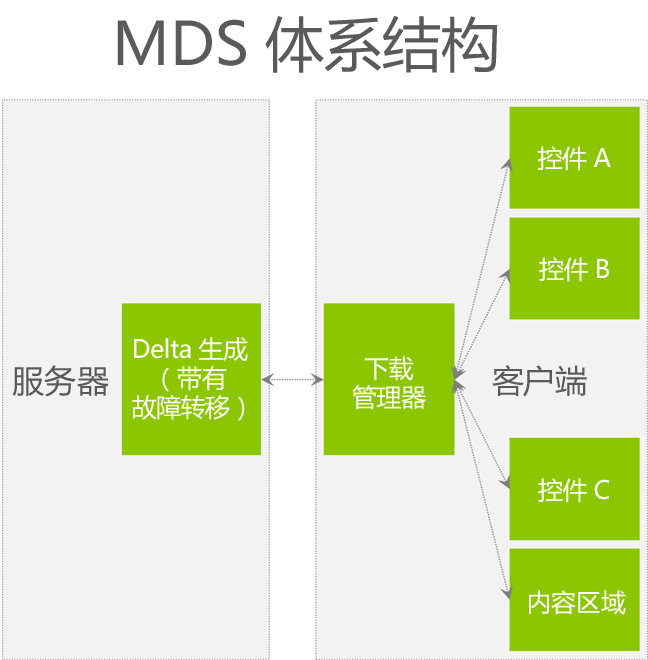 MDS 体系结构
服务器
Delta 生成
（带有
故障转移）
下载
管理器
客户端
控件 A
控件 B
控件 C
内容区域